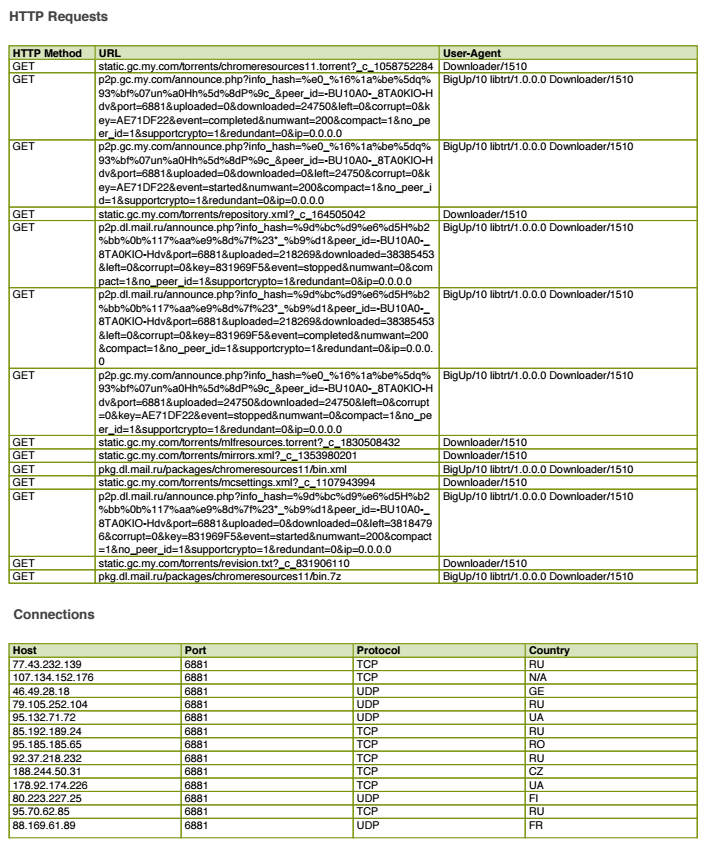 HTTP Requests
HTTP Method URL User-Agent
GET static.gc.my.com/torrents/chromeresources11.torrent?_c_1058752284 Downloader/1510
GET p2p.gc.my.com/announce.php?info_hash=%e0_%16%1a%be%5dq% BigUp/10 libtrt/1.0.0.0 Downloader/1510
93%bf%07un%a0Hh%5d%8dP%9c_&peer_id=-BU10A0-_8TA0KIO-H
dv&port=6881&uploaded=0&downloaded=24750&left=0&corrupt=0&k
ey=AE71DF22&event=completed&numwant=200&compact=1&no_pe
er_id=1&supportcrypto=1&redundant=0&ip=0.0.0.0
GET p2p.gc.my.com/announce.php?info_hash=%e0_%16%1a%be%5dq% BigUp/10 libtrt/1.0.0.0 Downloader/1510
93%bf%07un%a0Hh%5d%8dP%9c_&peer_id=-BU10A0-_8TA0KIO-H
dv&port=6881&uploaded=0&downloaded=0&left=24750&corrupt=0&k
ey=AE71DF22&event=started&numwant=200&compact=1&no_peer_i
d=1&supportcrypto=1&redundant=0&ip=0.0.0.0
GET static.gc.my.com/torrents/repository.xml?_c_164505042 Downloader/1510
GET p2p.dl.mail.ru/announce.php?info_hash=%9d%bc%d9%e6%d5H%b2 BigUp/10 libtrt/1.0.0.0 Downloader/1510
%bb%0b%117%aa%e9%8d%7f%23*_%b9%d1&peer_id=-BU10A0-_
8TA0KIO-Hdv&port=6881&uploaded=218269&downloaded=38385453
&left=0&corrupt=0&key=831969F5&event=stopped&numwant=0&com
pact=1&no_peer_id=1&supportcrypto=1&redundant=0&ip=0.0.0.0
GET p2p.dl.mail.ru/announce.php?info_hash=%9d%bc%d9%e6%d5H%b2 BigUp/10 libtrt/1.0.0.0 Downloader/1510
%bb%0b%117%aa%e9%8d%7f%23*_%b9%d1&peer_id=-BU10A0-_
8TA0KIO-Hdv&port=6881&uploaded=218269&downloaded=38385453
&left=0&corrupt=0&key=831969F5&event=completed&numwant=200
&compact=1&no_peer_id=1&supportcrypto=1&redundant=0&ip=0.0.0.
0
GET p2p.gc.my.com/announce.php?info_hash=%e0_%16%1a%be%5dq% BigUp/10 libtrt/1.0.0.0 Downloader/1510
93%bf%07un%a0Hh%5d%8dP%9c_&peer_id=-BU10A0-_8TA0KIO-H
dv&port=6881&uploaded=24750&downloaded=24750&left=0&corrupt
=0&key=AE71DF22&event=stopped&numwant=0&compact=1&no_pe
er_id=1&supportcrypto=1&redundant=0&ip=0.0.0.0
GET static.gc.my.com/torrents/mlfresources.torrent?_c_1830508432 Downloader/1510
GET static.gc.my.com/torrents/mirrors.xml?_c_1353980201 Downloader/1510
GET pkg.dl.mail.ru/packages/chromeresources11/bin.xml BigUp/10 libtrt/1.0.0.0 Downloader/1510
GET static.gc.my.com/torrents/mcsettings.xml?_c_1107943994 Downloader/1510
GET p2p.dl.mail.ru/announce.php?info_hash=%9d%bc%d9%e6%d5H%b2 BigUp/10 libtrt/1.0.0.0 Downloader/1510
%bb%0b%117%aa%e9%8d%7f%23*_%b9%d1&peer_id=-BU10A0-_
8TA0KIO-Hdv&port=6881&uploaded=0&downloaded=0&left=3818479
6&corrupt=0&key=831969F5&event=started&numwant=200&compact
=1&no_peer_id=1&supportcrypto=1&redundant=0&ip=0.0.0.0
GET static.gc.my.com/torrents/revision.txt?_c_831906110 Downloader/1510
GET pkg.dl.mail.ru/packages/chromeresources11/bin.7z BigUp/10 libtrt/1.0.0.0 Downloader/1510
Connections
Host Port Protocol Country
77.43.232.139 6881 TCP RU
107.134.152.176 6881 TCP N/A
46.49.28.18 6881 UDP GE
79.105.252.104 6881 UDP RU
95.132.71.72 6881 UDP UA
85.192.189.24 6881 TCP RU
95.185.185.65 6881 TCP RO
92.37.218.232 6881 TCP RU
188.244.50.31 6881 TCP CZ
178.92.174.226 6881 TCP UA
80.223.227.25 6881 UDP FI
95.70.62.85 6881 TCP RU
88.169.61.89 6881 UDP FR